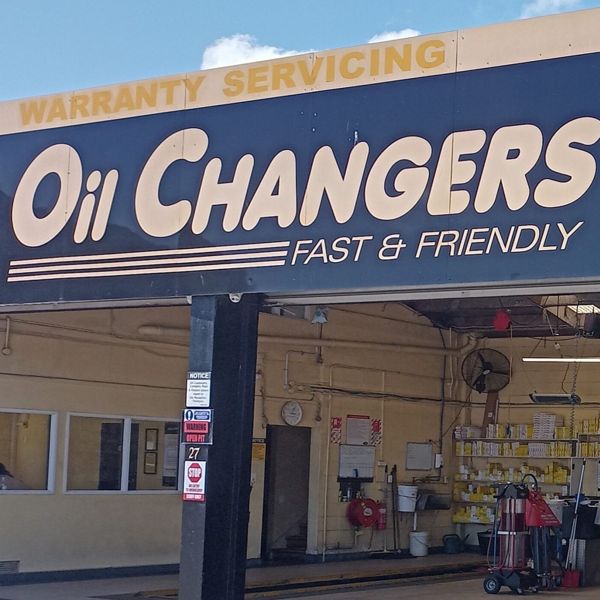 WARRANTY SERVICING
Oil CHANGERS
FAST & FRIENDLY
NOTICE
WARNING
OPEN PIT
27
STOP